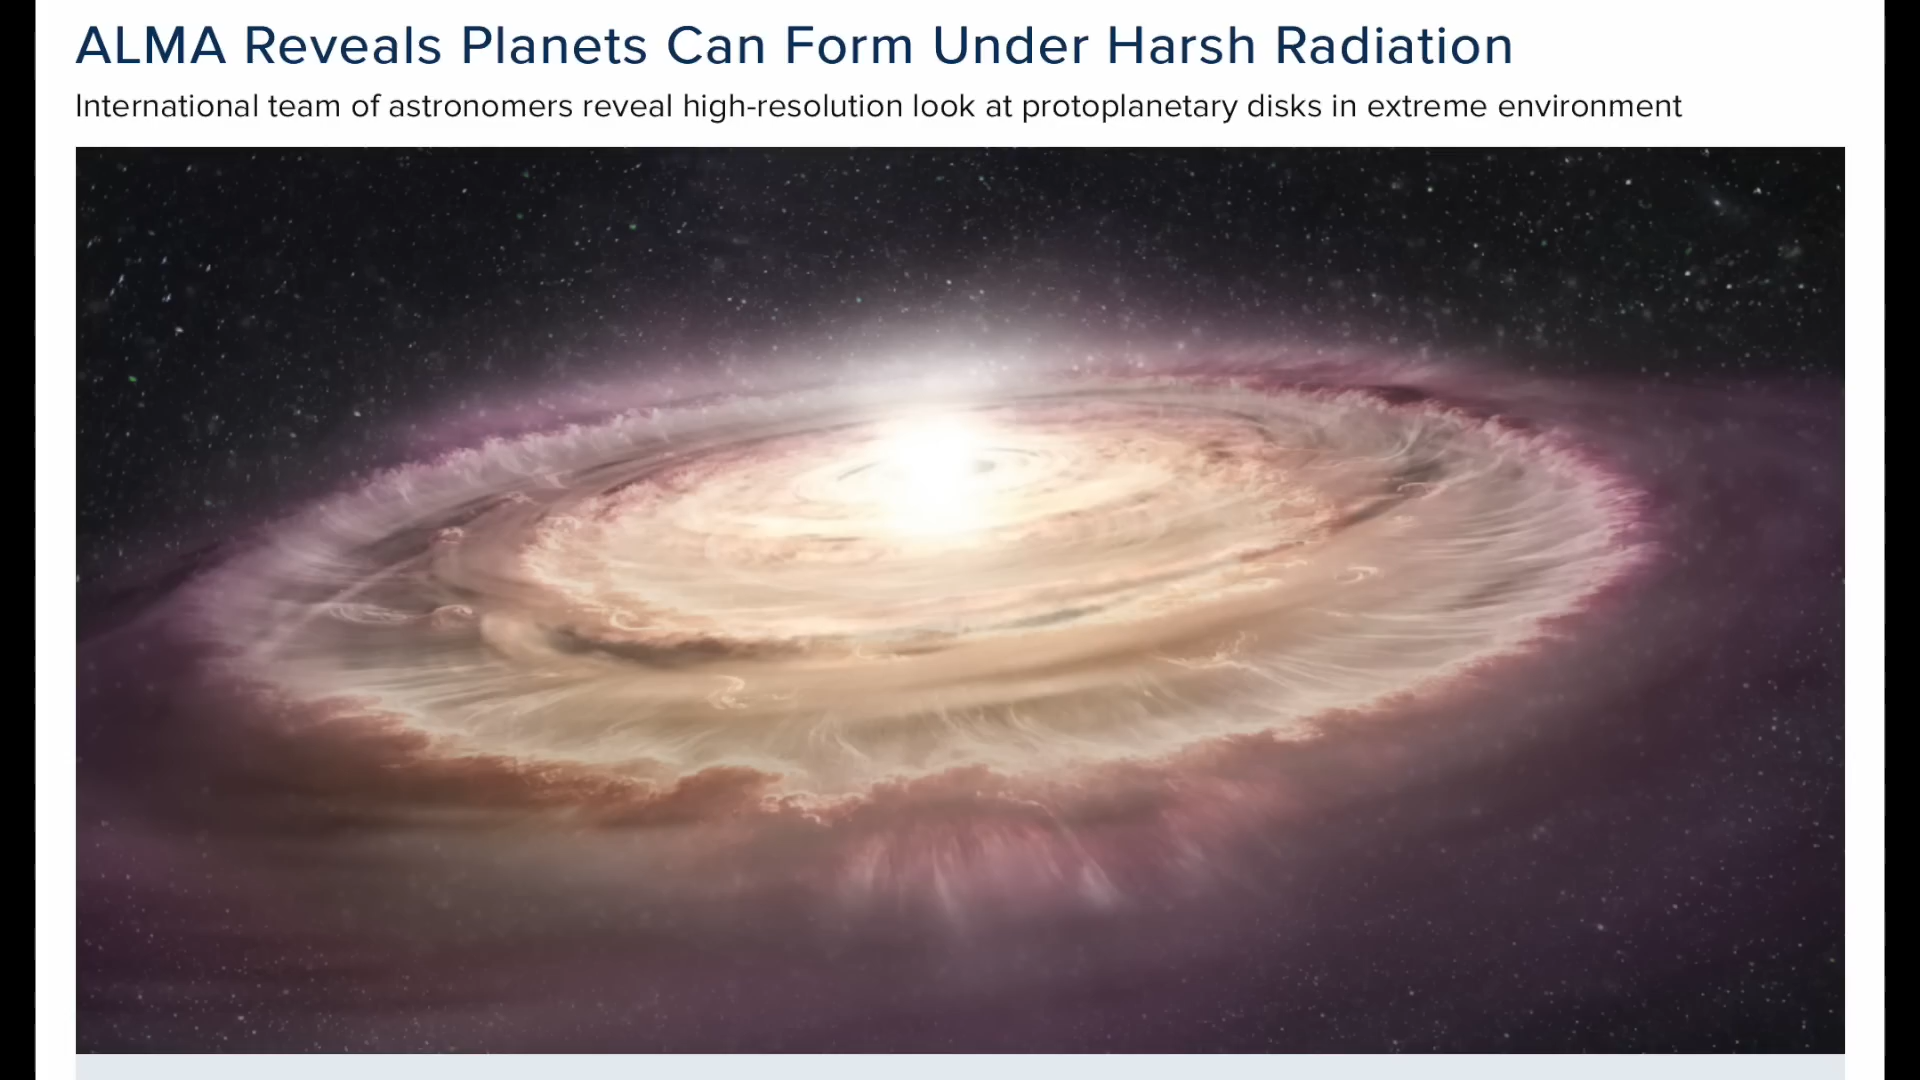 ALMA Reveals Planets Can Form Under Harsh Radiation
International team of astronomers reveal high-resolution look at protoplanetary disks in extreme environment